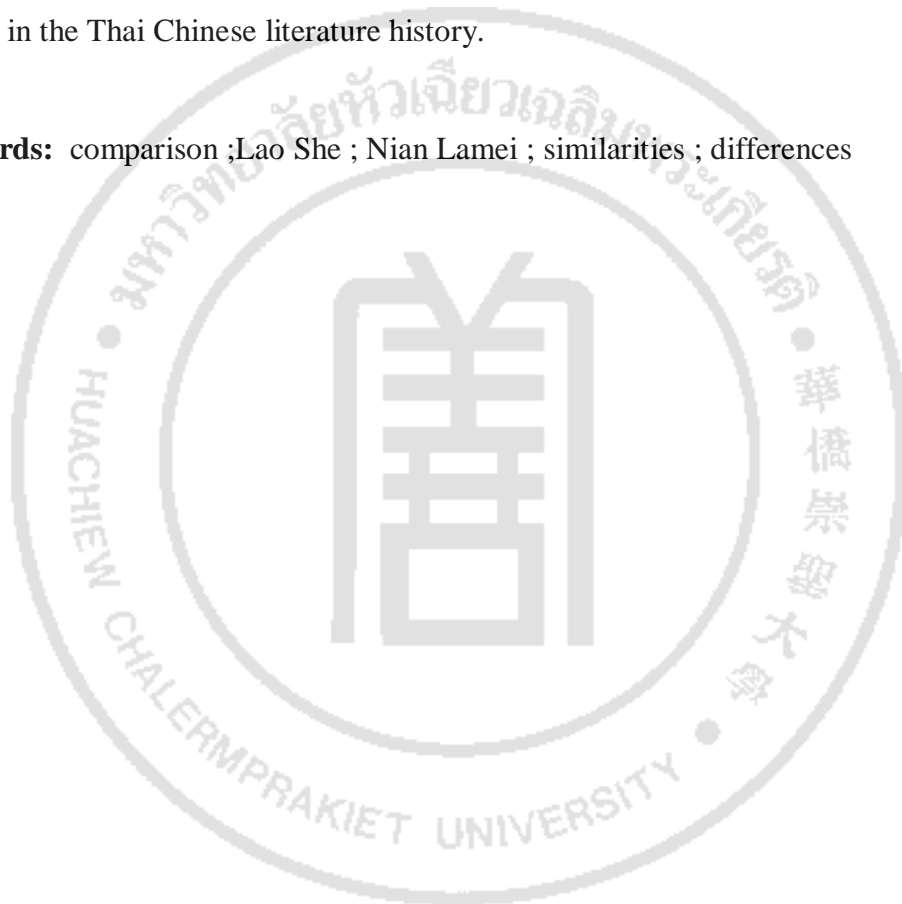 in the Thai Chinese literature history.
rds: comparison ;Lao She ; Nian Lamei ; similarities ; differences
มหาวิทยาลัยหัวเฉียวเฉลิมพระเกียรติ
HUACHIEW CHALERMPRAKIET UNIVERSITY
華僑崇聖大學